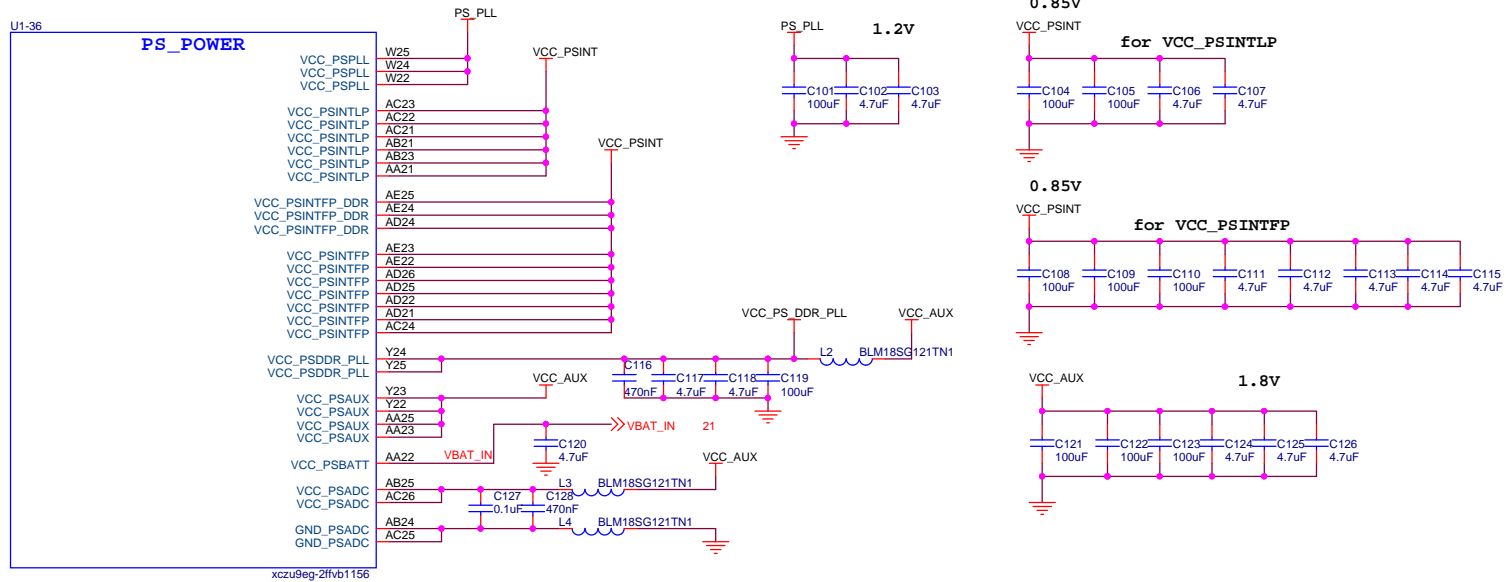 U1-36
PS_POWER
PS_PLL
VCC_PSPLL W25
VCC_PSPLL W24
VCC_PSPLL W22
VCC_PSINT
VCC_PSINTLP AC23
VCC_PSINTLP AC22
VCC_PSINTLP AC21
VCC_PSINTLP AB21
VCC_PSINTLP AB23
VCC_PSINTLP AA21
VCC_PSINT
VCC_PSINTFP_DDR AE25
VCC_PSINTFP_DDR AE24
VCC_PSINTFP_DDR AD24
VCC_PSINTFP AE23
VCC_PSINTFP AE22
VCC_PSINTFP AD26
VCC_PSINTFP AD25
VCC_PSINTFP AD22
VCC_PSINTFP AD21
VCC_PSINTFP AC24
VCC_PSDDR_PLL Y24
VCC_PSDDR_PLL Y25
VCC_PS_DDR_PLL
VCC_AUX
L2 BLM18SG121TN1
C116 470nF
C117 4.7uF
C118 4.7uF
C119 100uF
VCC_PSAUX Y23
VCC_PSAUX Y22
VCC_PSAUX AA25
VCC_PSAUX AA23
VCC_AUX
VCC_PSBATT AA22
VBAT_IN
VBAT_IN 21
C120 4.7uF
VCC_PSADC AB25
VCC_PSADC AC26
VCC_AUX
L3 BLM18SG121TN1
C127 0.1uF
C128 470nF
GND_PSADC AB24
GND_PSADC AC25
L4 BLM18SG121TN1
xczu9eg-2ffvb1156
PS_PLL 1.2V
C101 100uF
C102 4.7uF
C103 4.7uF
0.85V
VCC_PSINT
for VCC_PSINTLP
C104 100uF
C105 100uF
C106 4.7uF
C107 4.7uF
0.85V
VCC_PSINT
for VCC_PSINTFP
C108 100uF
C109 100uF
C110 100uF
C111 4.7uF
C112 4.7uF
C113 4.7uF
C114 4.7uF
C115 4.7uF
VCC_AUX 1.8V
C121 100uF
C122 100uF
C123 100uF
C124 4.7uF
C125 4.7uF
C126 4.7uF